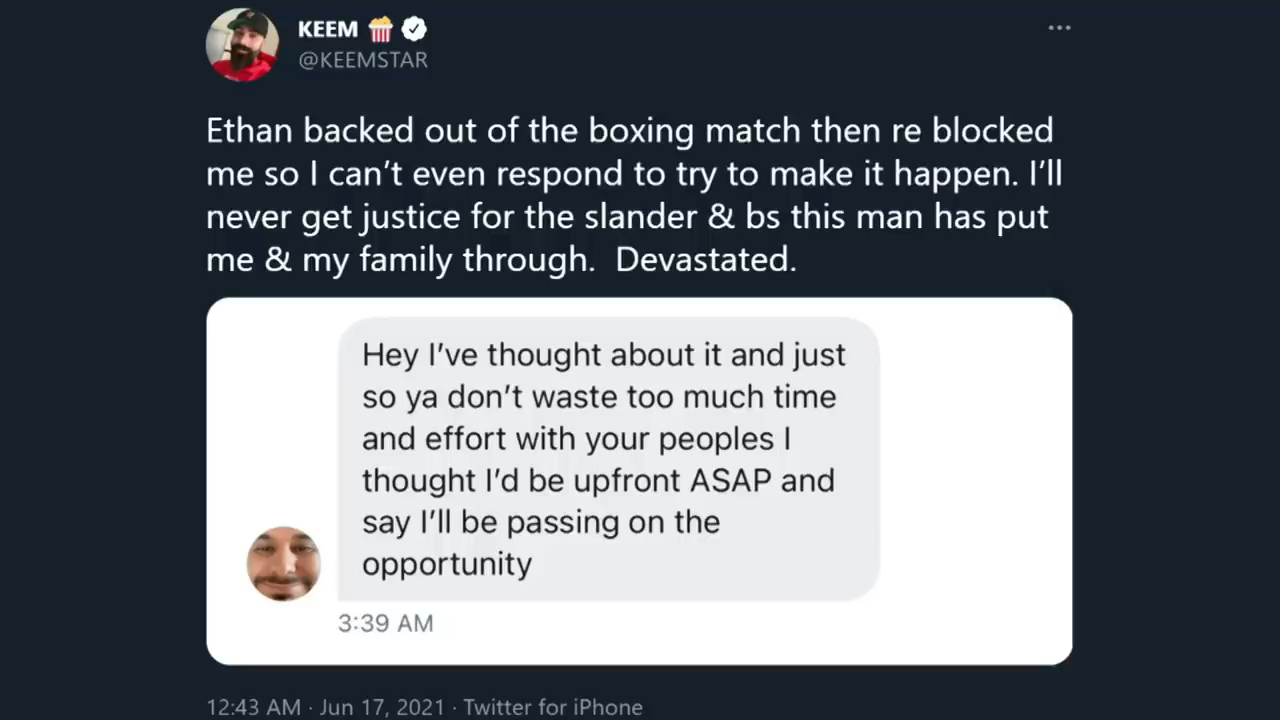 KEEM 🍿
@KEEMSTAR
Ethan backed out of the boxing match then re blocked
me so I can’t even respond to try to make it happen. I’ll
never get justice for the slander & bs this man has put
me & my family through.  Devastated.
Hey I’ve thought about it and just
so ya don’t waste too much time
and effort with your peoples I
thought I’d be upfront ASAP and
say I’ll be passing on the
opportunity
3:39 AM
12:43 AM · Jun 17, 2021 · Twitter for iPhone